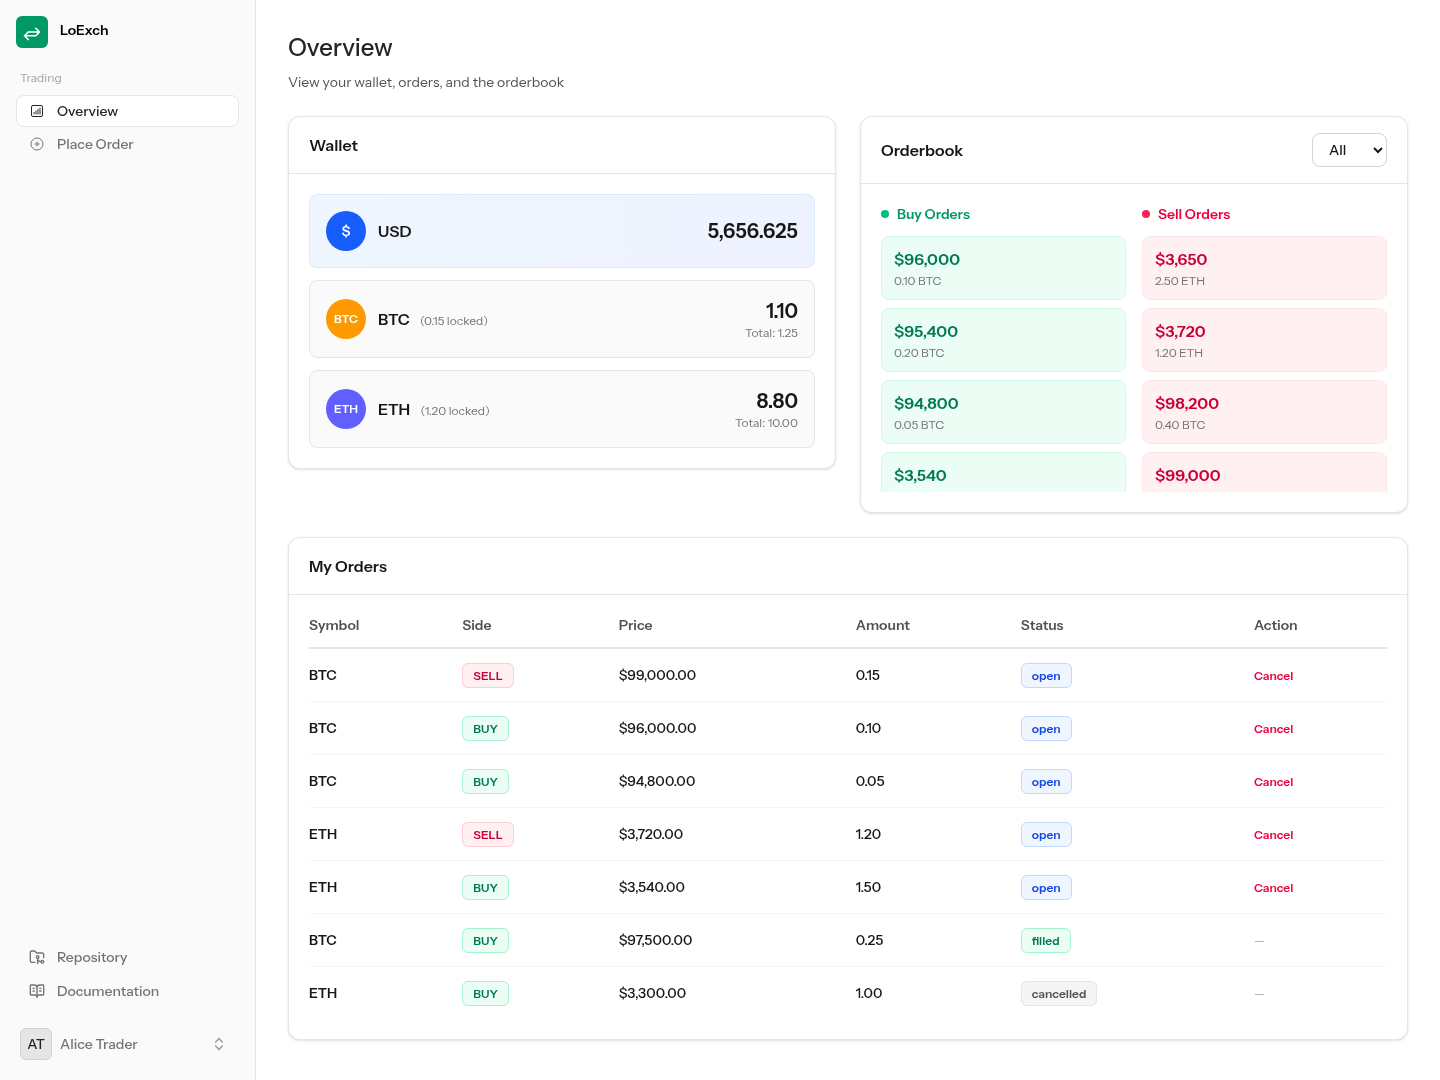 LoExch
Trading
Overview
Place Order
Repository
Documentation
AT Alice Trader
Overview
View your wallet, orders, and the orderbook
Wallet
$ USD 5,656.625
BTC BTC (0.15 locked) 1.10
Total: 1.25
ETH ETH (1.20 locked) 8.80
Total: 10.00
Orderbook All
Buy Orders
$96,000
0.10 BTC
$95,400
0.20 BTC
$94,800
0.05 BTC
$3,540
Sell Orders
$3,650
2.50 ETH
$3,720
1.20 ETH
$98,200
0.40 BTC
$99,000
My Orders
Symbol Side Price Amount Status Action
BTC SELL $99,000.00 0.15 open Cancel
BTC BUY $96,000.00 0.10 open Cancel
BTC BUY $94,800.00 0.05 open Cancel
ETH SELL $3,720.00 1.20 open Cancel
ETH BUY $3,540.00 1.50 open Cancel
BTC BUY $97,500.00 0.25 filled —
ETH BUY $3,300.00 1.00 cancelled —